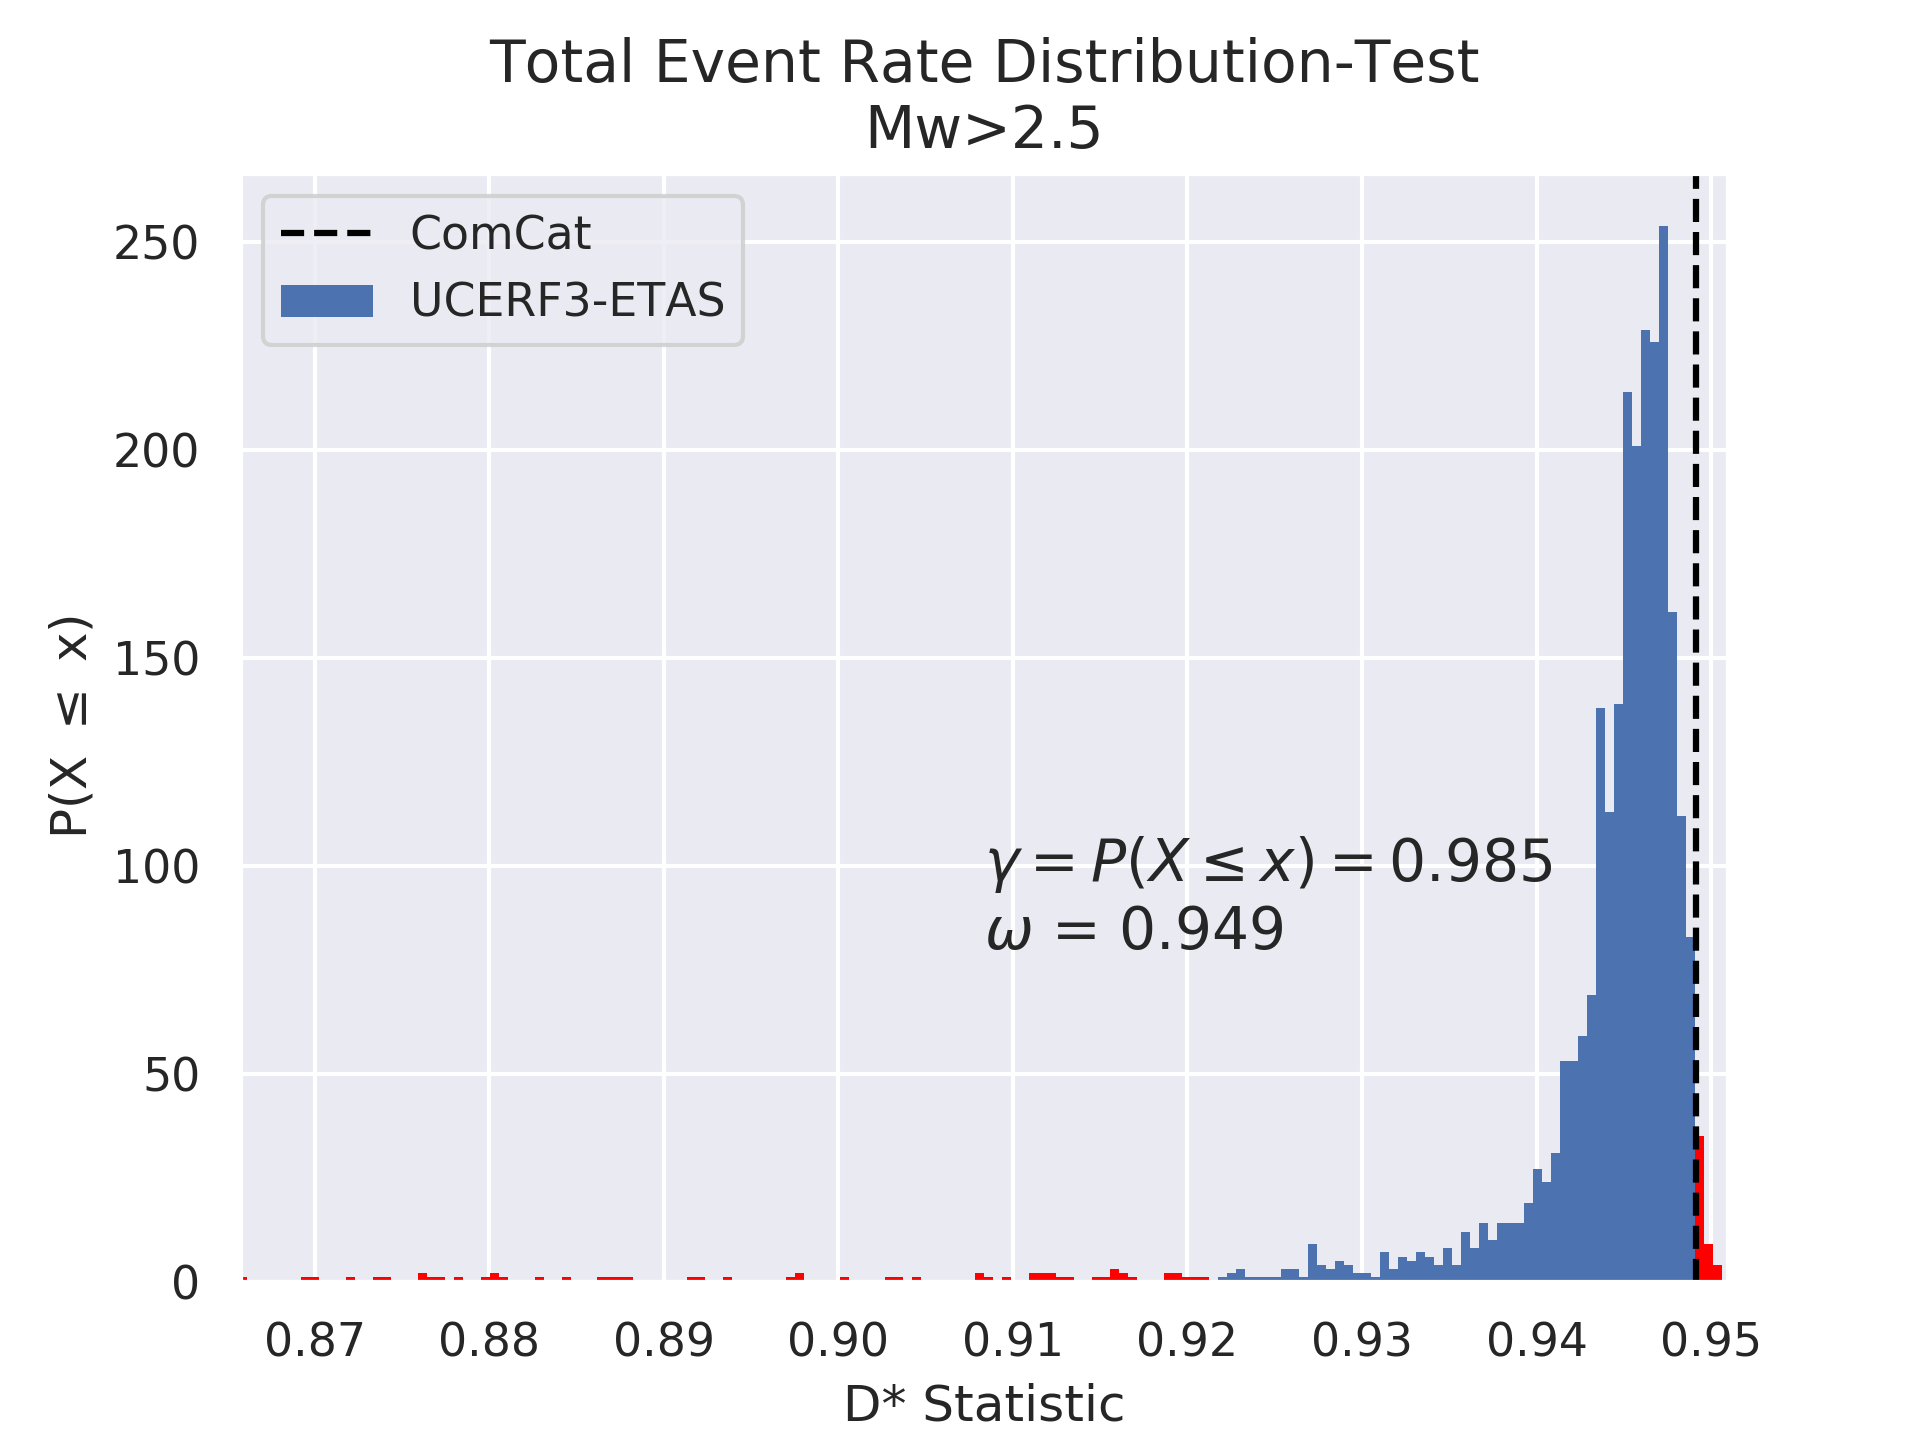 Total Event Rate Distribution-Test
Mw>2.5
ComCat
UCERF3-ETAS
250
200
150
100
50
0
P(X ≤ x)
γ = P(X ≤ x) = 0.985
ω = 0.949
0.87 0.88 0.89 0.90 0.91 0.92 0.93 0.94 0.95
D* Statistic